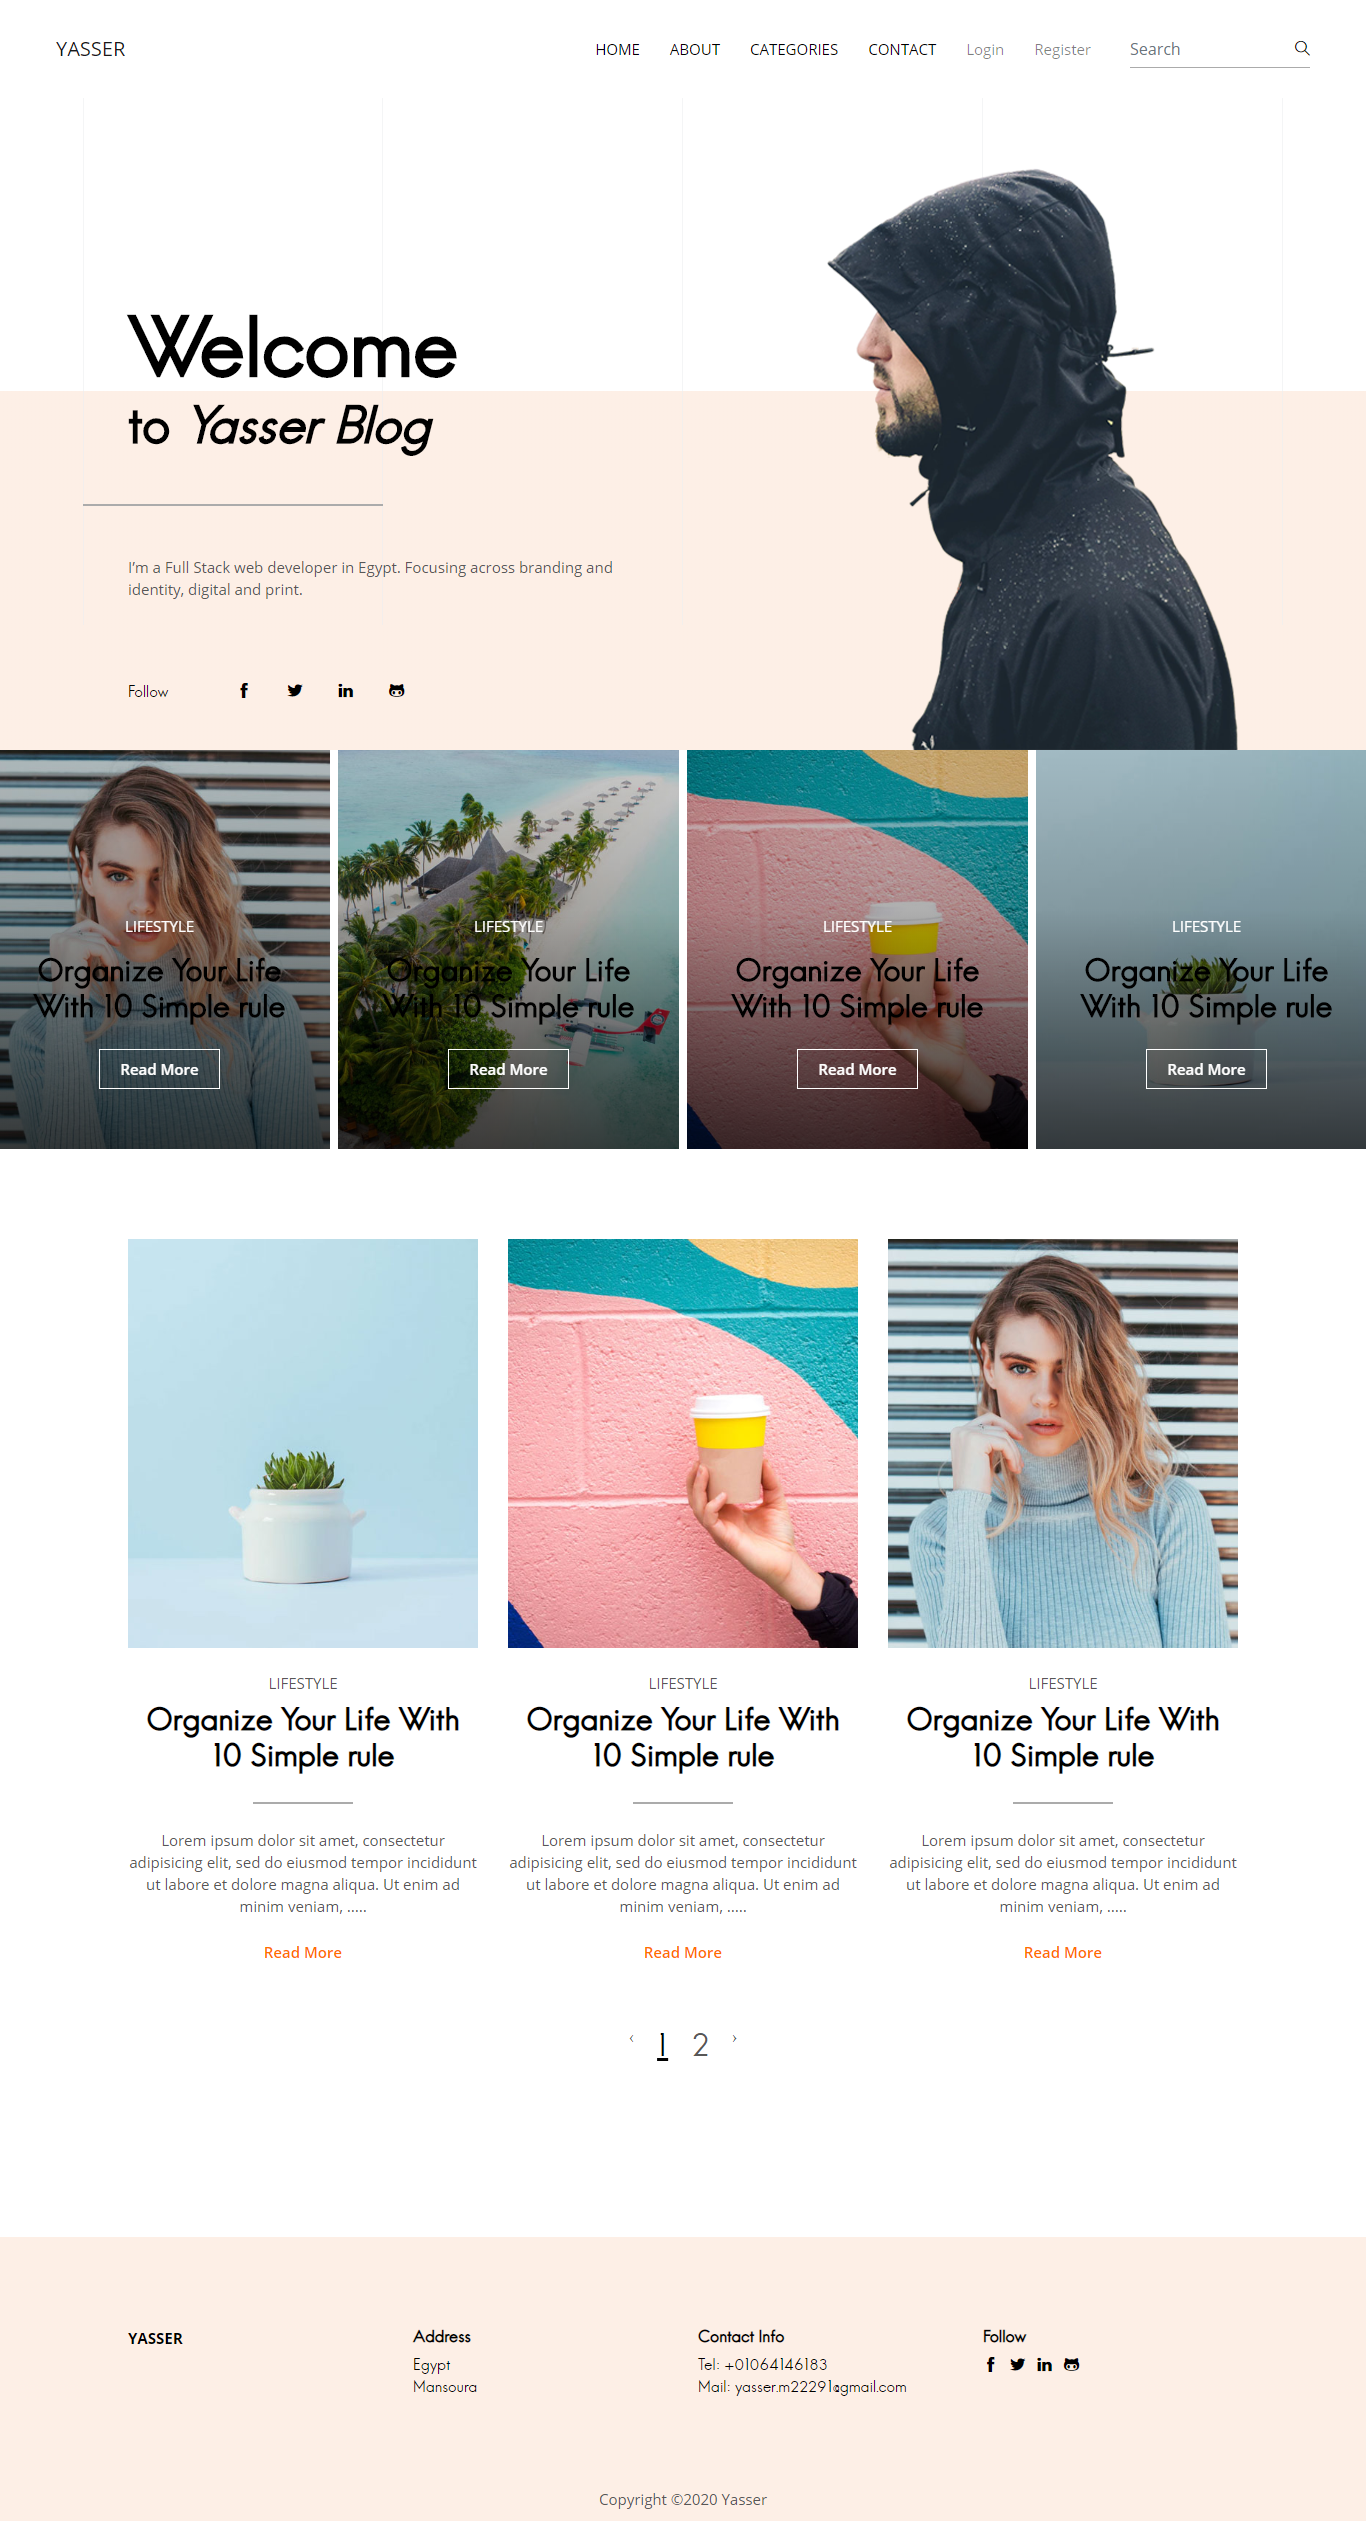 YASSER
HOME ABOUT CATEGORIES CONTACT Login Register Search
Welcome
to Yasser Blog
I'm a Full Stack web developer in Egypt. Focusing across branding and
identity, digital and print.
Follow
LIFESTYLE
Organize Your Life
With 10 Simple rule
Read More
LIFESTYLE
Organize Your Life
With 10 Simple rule
Read More
LIFESTYLE
Organize Your Life
With 10 Simple rule
Read More
LIFESTYLE
Organize Your Life
With 10 Simple rule
Read More
LIFESTYLE
Organize Your Life With
10 Simple rule
Lorem ipsum dolor sit amet, consectetur
adipisicing elit, sed do eiusmod tempor incididunt
ut labore et dolore magna aliqua. Ut enim ad
minim veniam, .....
Read More
LIFESTYLE
Organize Your Life With
10 Simple rule
Lorem ipsum dolor sit amet, consectetur
adipisicing elit, sed do eiusmod tempor incididunt
ut labore et dolore magna aliqua. Ut enim ad
minim veniam, .....
Read More
LIFESTYLE
Organize Your Life With
10 Simple rule
Lorem ipsum dolor sit amet, consectetur
adipisicing elit, sed do eiusmod tempor incididunt
ut labore et dolore magna aliqua. Ut enim ad
minim veniam, .....
Read More
‹ 1 2 ›
YASSER
Address
Egypt
Mansoura
Contact Info
Tel: +01064146183
Mail: yasser.m22291@gmail.com
Follow
Copyright ©2020 Yasser